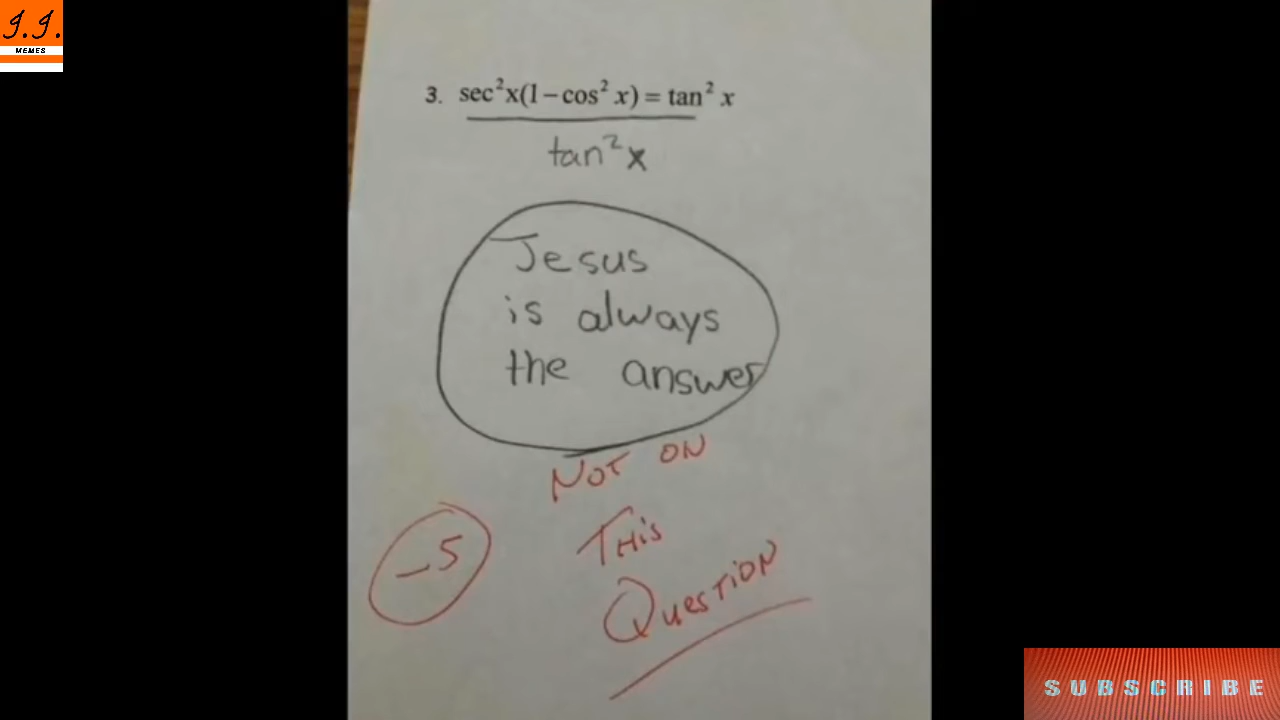 J.J.
MEMES
3. sec²x(1−cos² x) = tan² x
tan²x
Jesus
is always
the answer
NOT ON
THIS
QUESTION
−5
SUBSCRIBE